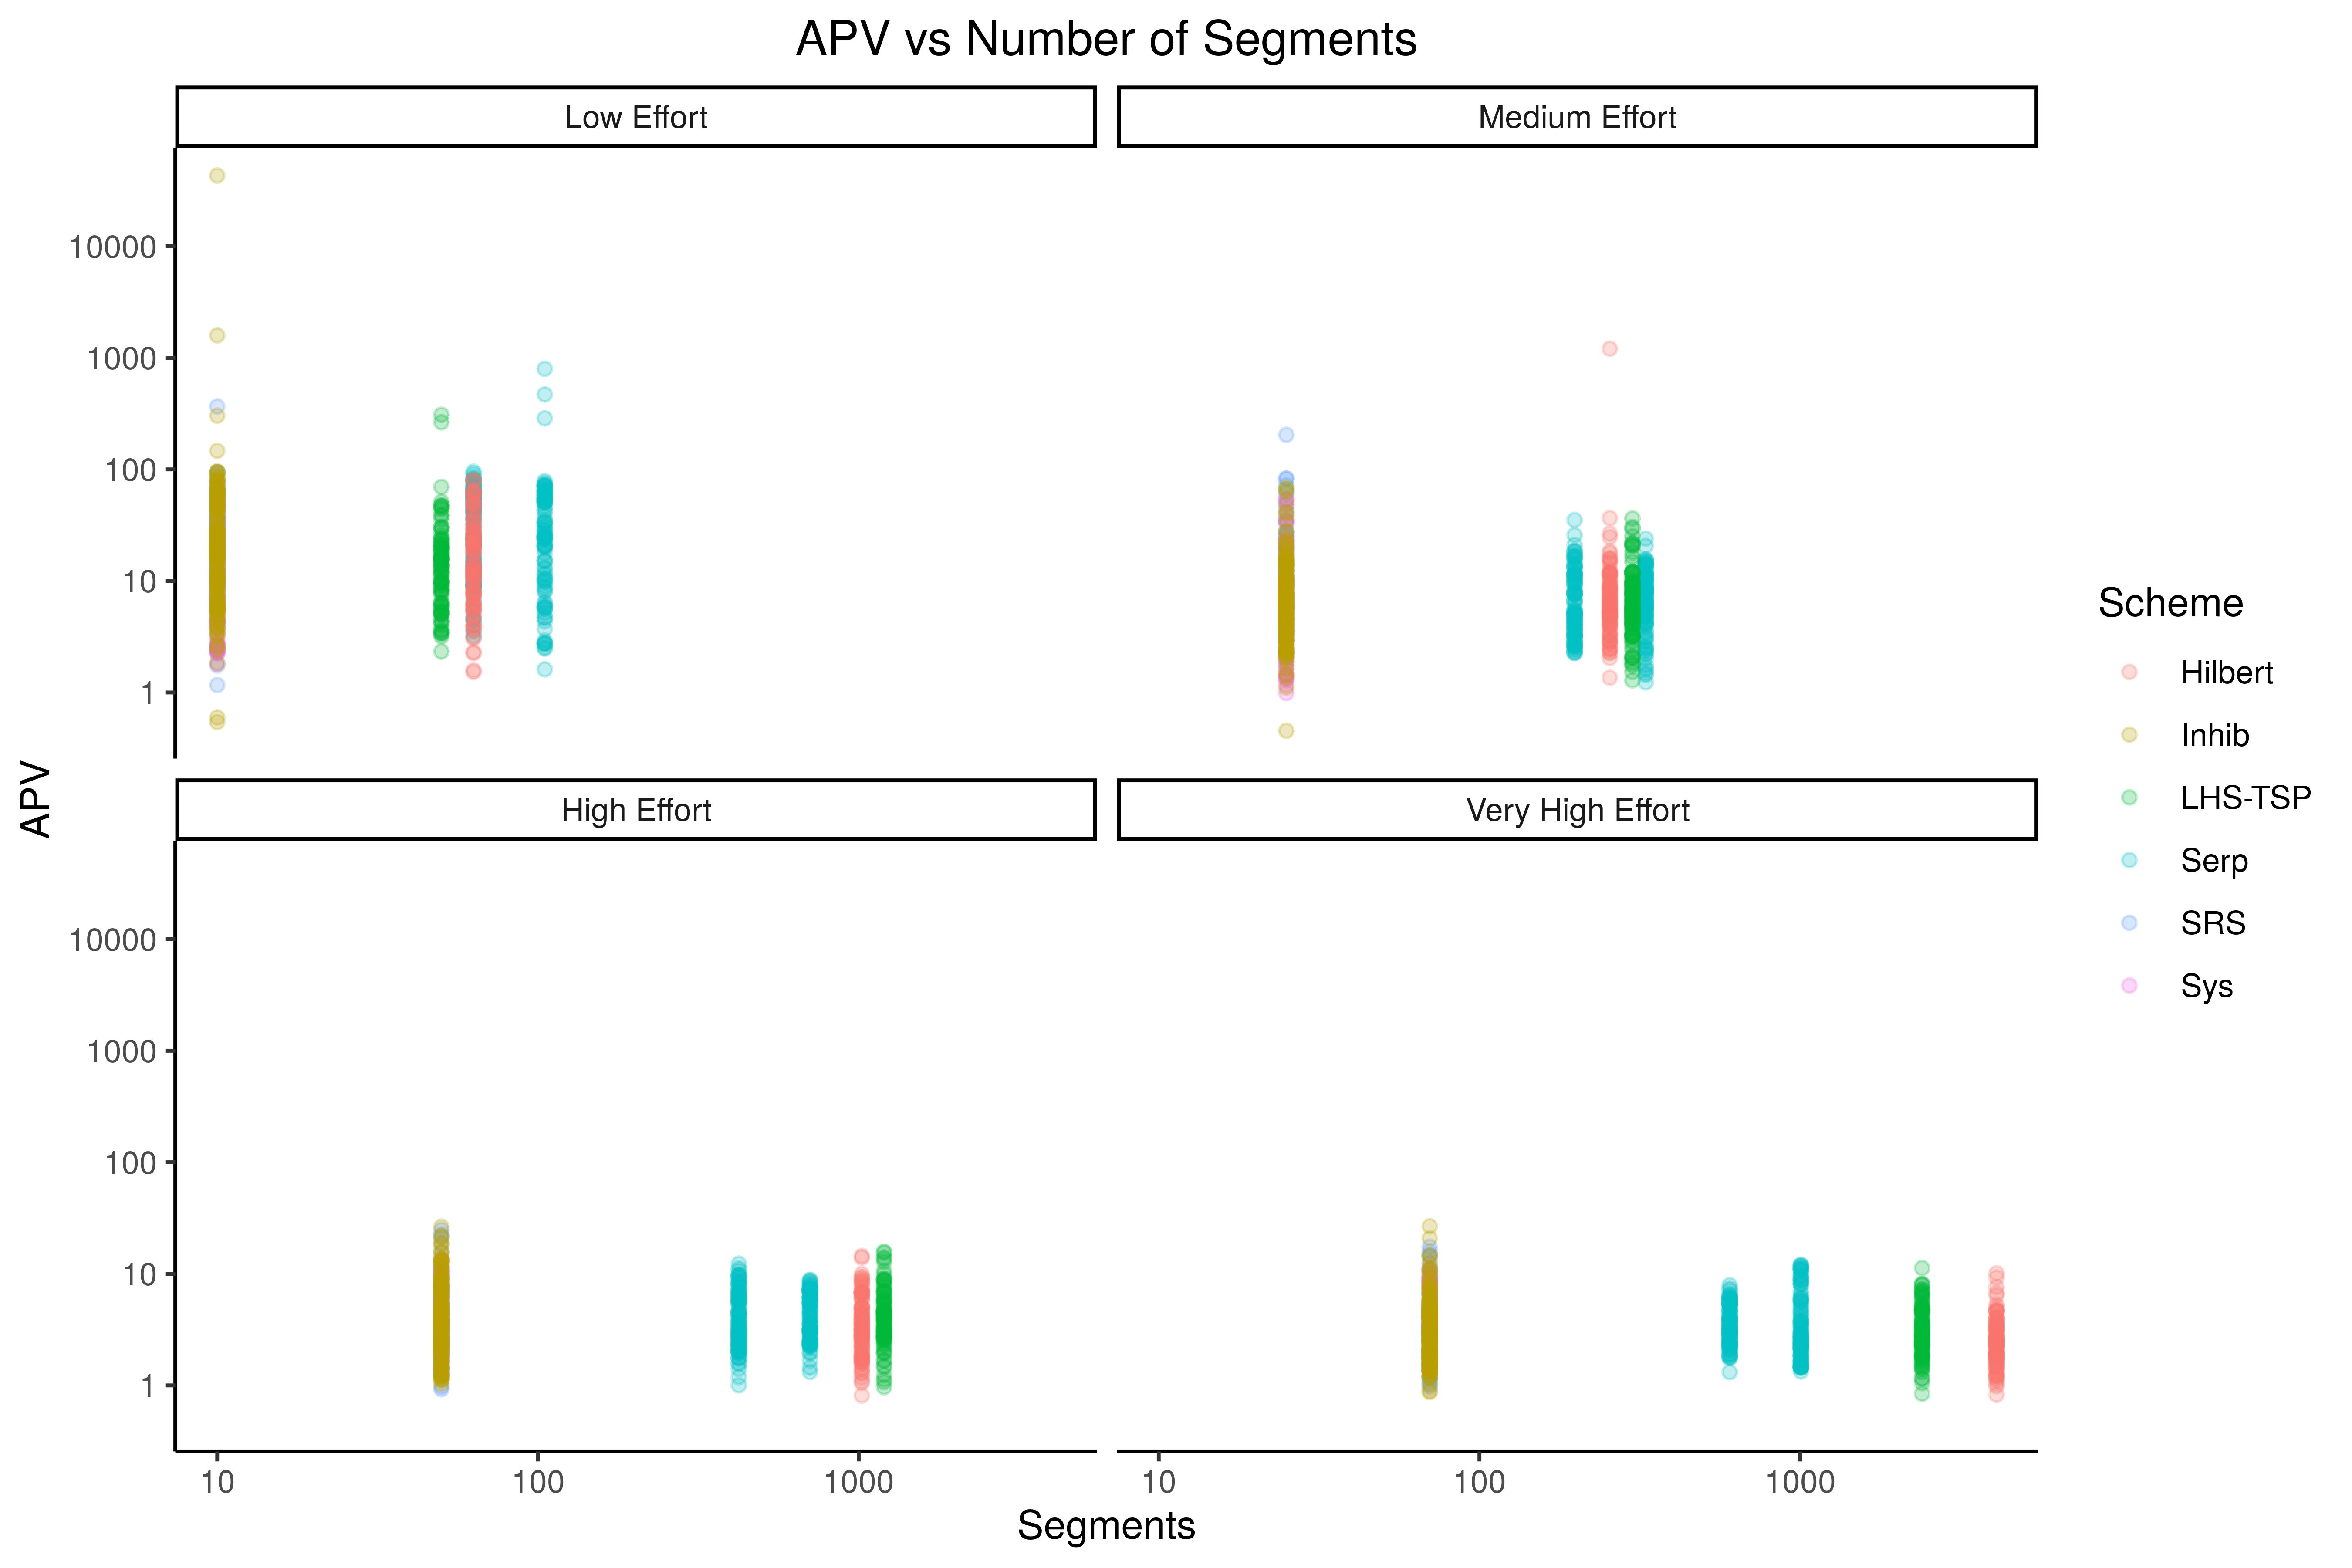 APV vs Number of Segments
Low Effort
Medium Effort
10000
1000
100
10
1
APV
High Effort
Very High Effort
10000
1000
100
10
1
10
100
1000
10
100
1000
Segments
Scheme
Hilbert
Inhib
LHS-TSP
Serp
SRS
Sys